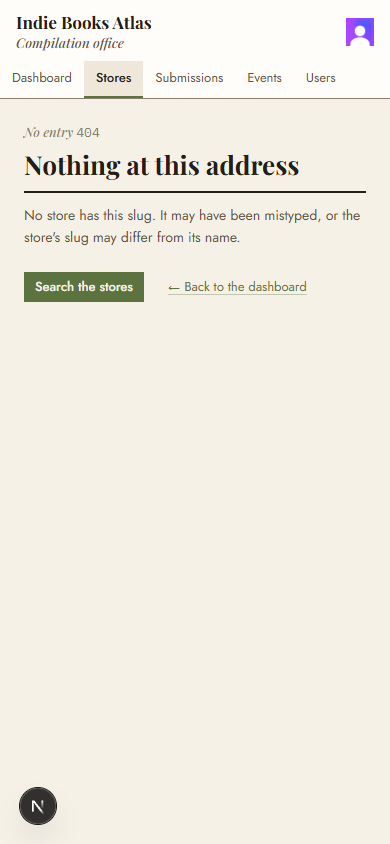 Indie Books Atlas
Compilation office
Dashboard Stores Submissions Events Users
No entry 404
Nothing at this address
No store has this slug. It may have been mistyped, or the
store's slug may differ from its name.
Search the stores ← Back to the dashboard
N